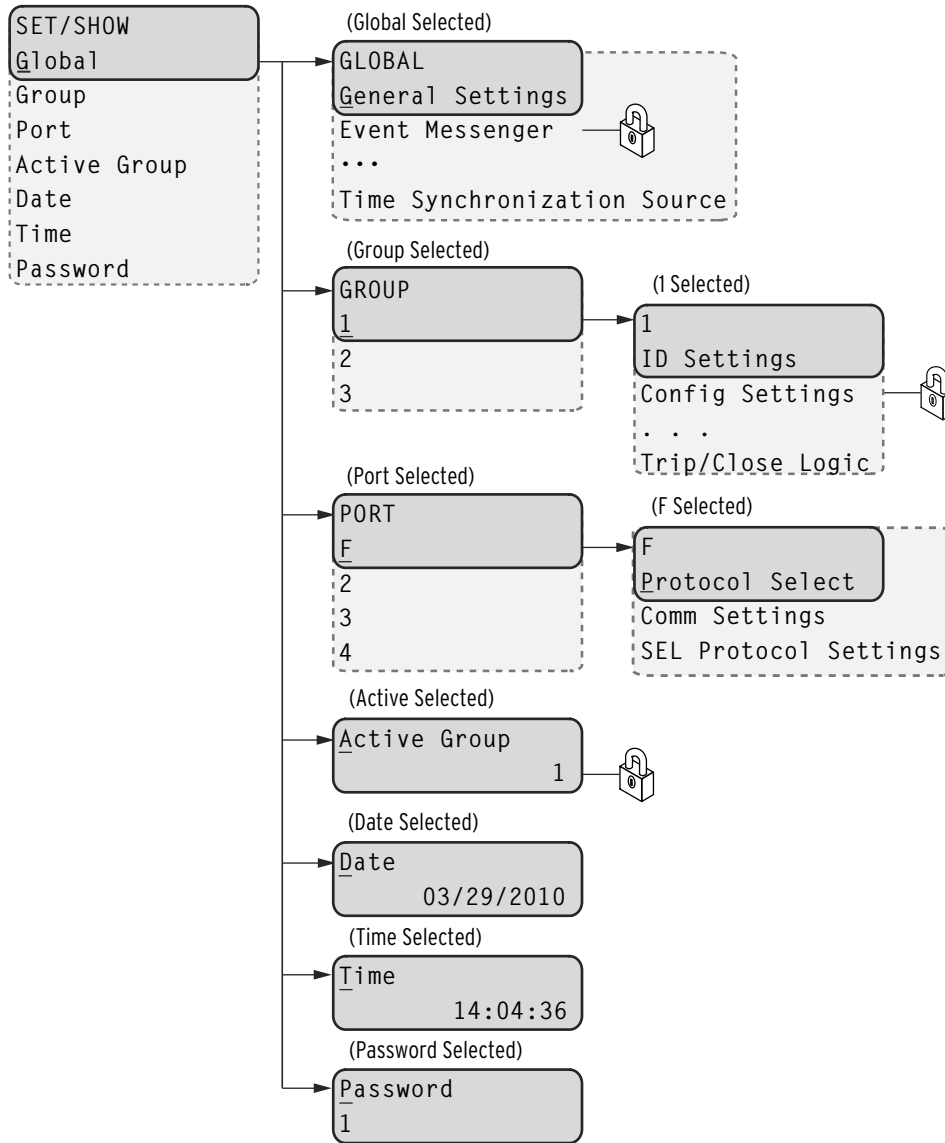 SET/SHOW
Global
Group
Port
Active Group
Date
Time
Password
(Global Selected)
GLOBAL
General Settings
Event Messenger
...
Time Synchronization Source
(Group Selected)
GROUP
1
2
3
(1 Selected)
1
ID Settings
Config Settings
. . .
Trip/Close Logic
(Port Selected)
PORT
F
2
3
4
(F Selected)
F
Protocol Select
Comm Settings
SEL Protocol Settings
(Active Selected)
Active Group
1
(Date Selected)
Date
03/29/2010
(Time Selected)
Time
14:04:36
(Password Selected)
Password
1